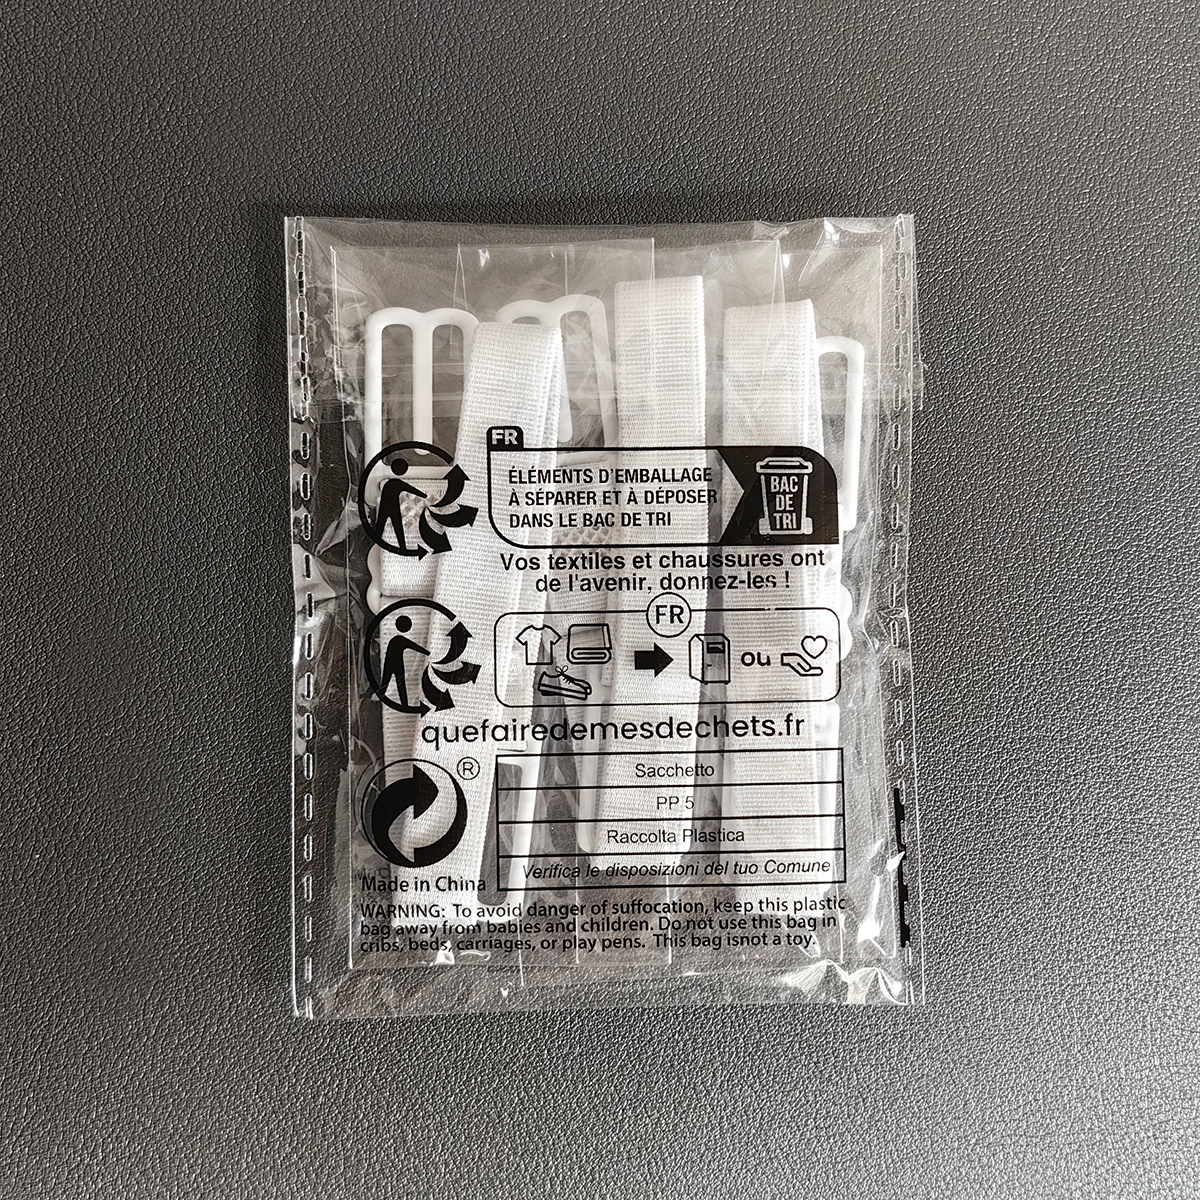 FR
ÉLÉMENTS D'EMBALLAGE
À SÉPARER ET À DÉPOSER
DANS LE BAC DE TRI
BAC
DE
TRI
Vos textiles et chaussures ont
de l'avenir, donnez-les !
FR
ou
quefairedemesdechets.fr
®
Sacchetto
PP 5
Raccolta Plastica
Verifica le disposizioni del tuo Comune
Made in China
WARNING: To avoid danger of suffocation, keep this plastic
bag away from babies and children. Do not use this bag in
cribs, beds, carriages, or play pens. This bag isnot a toy.